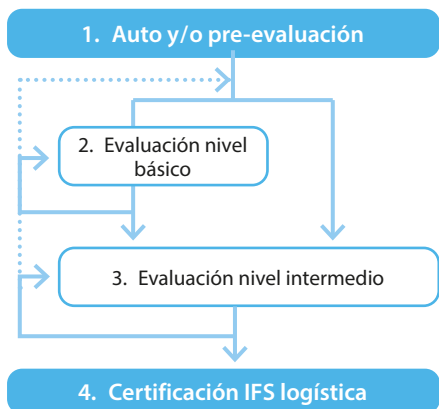 1. Auto y/o pre-evaluación
2. Evaluación nivel
básico
3. Evaluación nivel intermedio
4. Certificación IFS logística